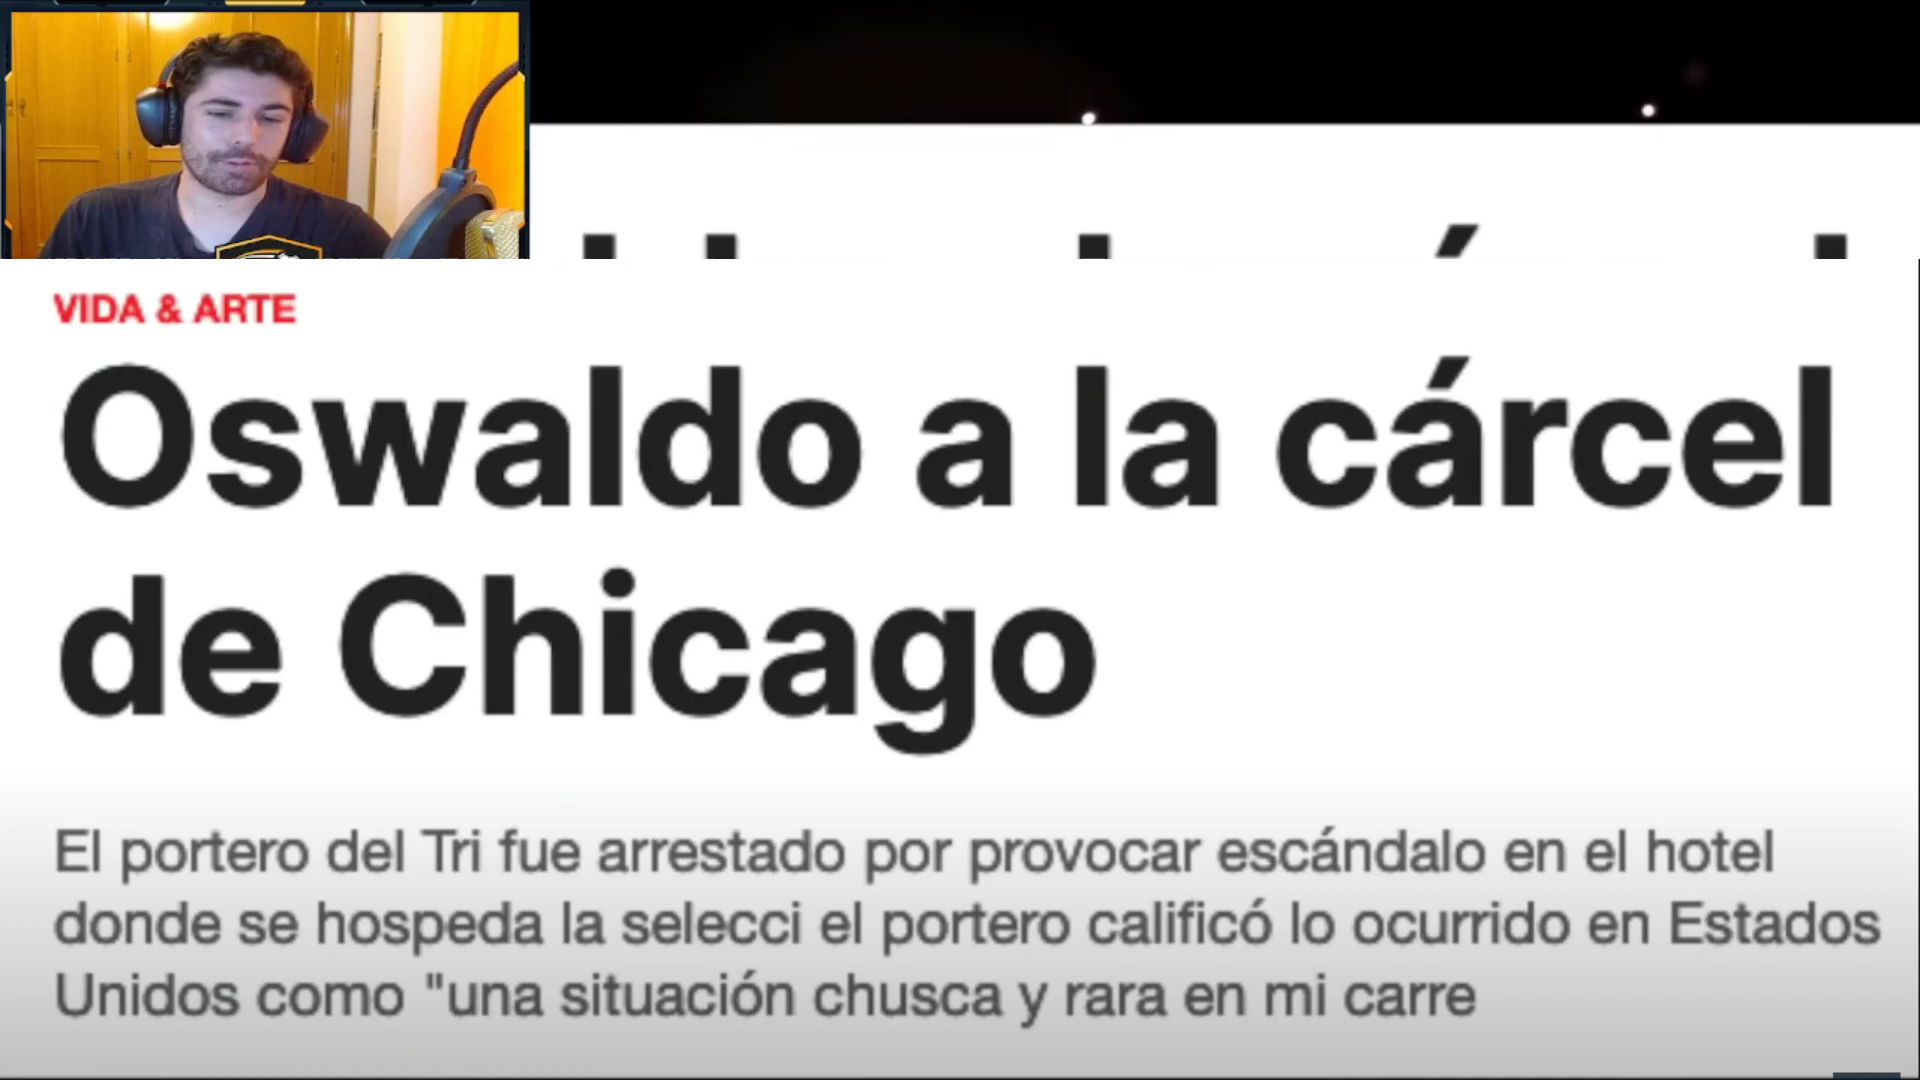 VIDA & ARTE
Oswaldo a la cárcel
de Chicago
El portero del Tri fue arrestado por provocar escándalo en el hotel
donde se hospeda la selecci el portero calificó lo ocurrido en Estados
Unidos como "una situación chusca y rara en mi carre